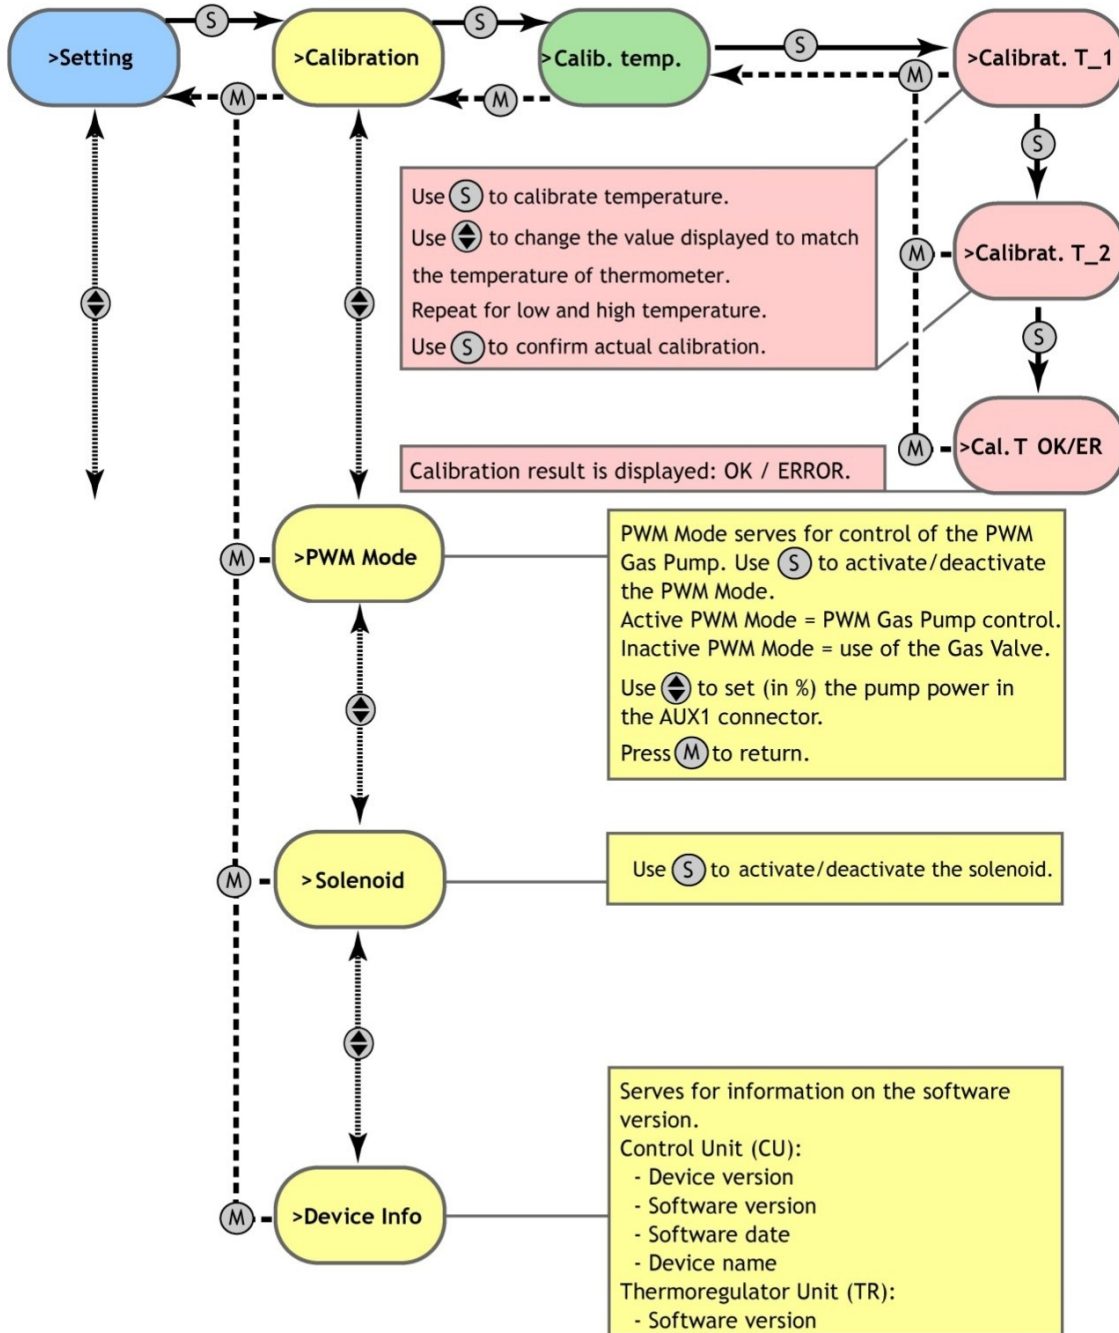 S
S
>Setting
>Calibration
>Calib. temp.
S
>Calibrat. T_1
M
M
M
S
Use S to calibrate temperature.
Use to change the value displayed to match
the temperature of thermometer.
Repeat for low and high temperature.
Use S to confirm actual calibration.
M
>Calibrat. T_2
S
M
>Cal. T OK/ER
Calibration result is displayed: OK / ERROR.
M
>PWM Mode
PWM Mode serves for control of the PWM
Gas Pump. Use S to activate/deactivate
the PWM Mode.
Active PWM Mode = PWM Gas Pump control.
Inactive PWM Mode = use of the Gas Valve.
Use to set (in %) the pump power in
the AUX1 connector.
Press M to return.
M
>Solenoid
Use S to activate/deactivate the solenoid.
M
>Device Info
Serves for information on the software
version.
Control Unit (CU):
- Device version
- Software version
- Software date
- Device name
Thermoregulator Unit (TR):
- Software version